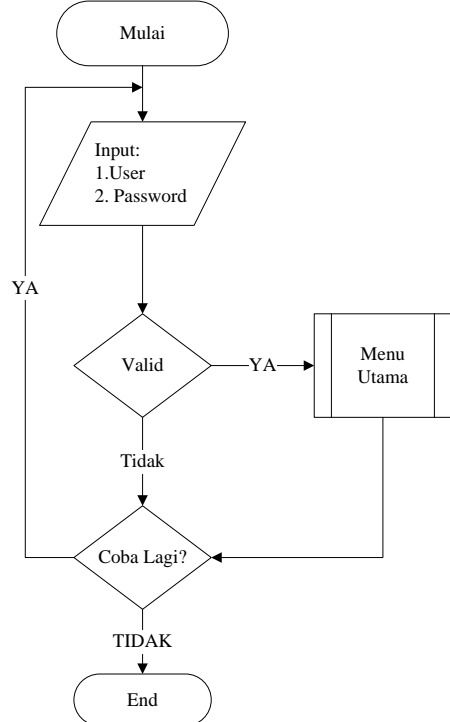 Mulai
Input:
1.User
2. Password
YA
Valid
YA
Menu
Utama
Tidak
Coba Lagi?
TIDAK
End